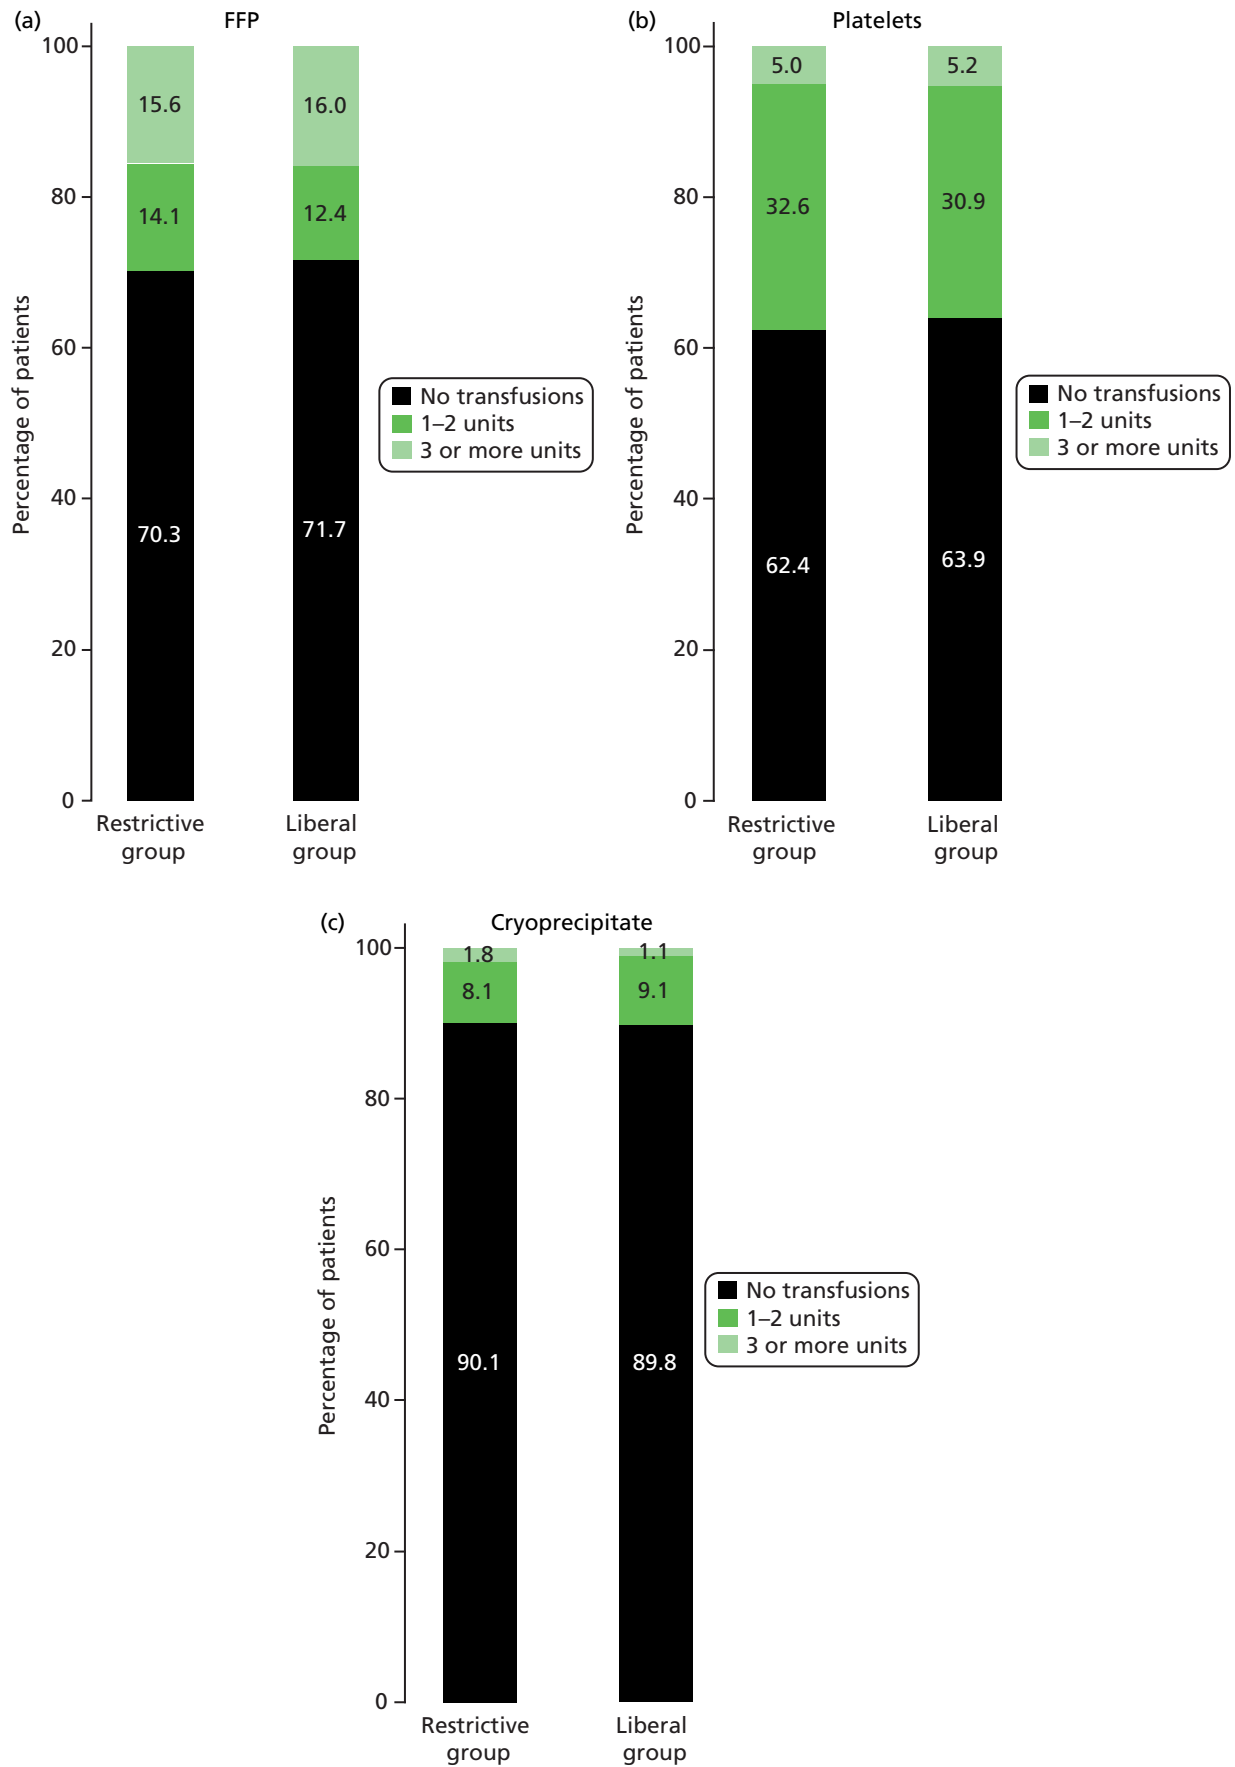 (a)
FFP
100
80
60
40
20
0
Percentage of patients
15.6
14.1
70.3
16.0
12.4
71.7
Restrictive
group
Liberal
group
No transfusions
1–2 units
3 or more units
(b)
Platelets
100
80
60
40
20
0
Percentage of patients
5.0
32.6
62.4
5.2
30.9
63.9
Restrictive
group
Liberal
group
No transfusions
1–2 units
3 or more units
(c)
Cryoprecipitate
100
80
60
40
20
0
Percentage of patients
1.8
8.1
90.1
1.1
9.1
89.8
Restrictive
group
Liberal
group
No transfusions
1–2 units
3 or more units